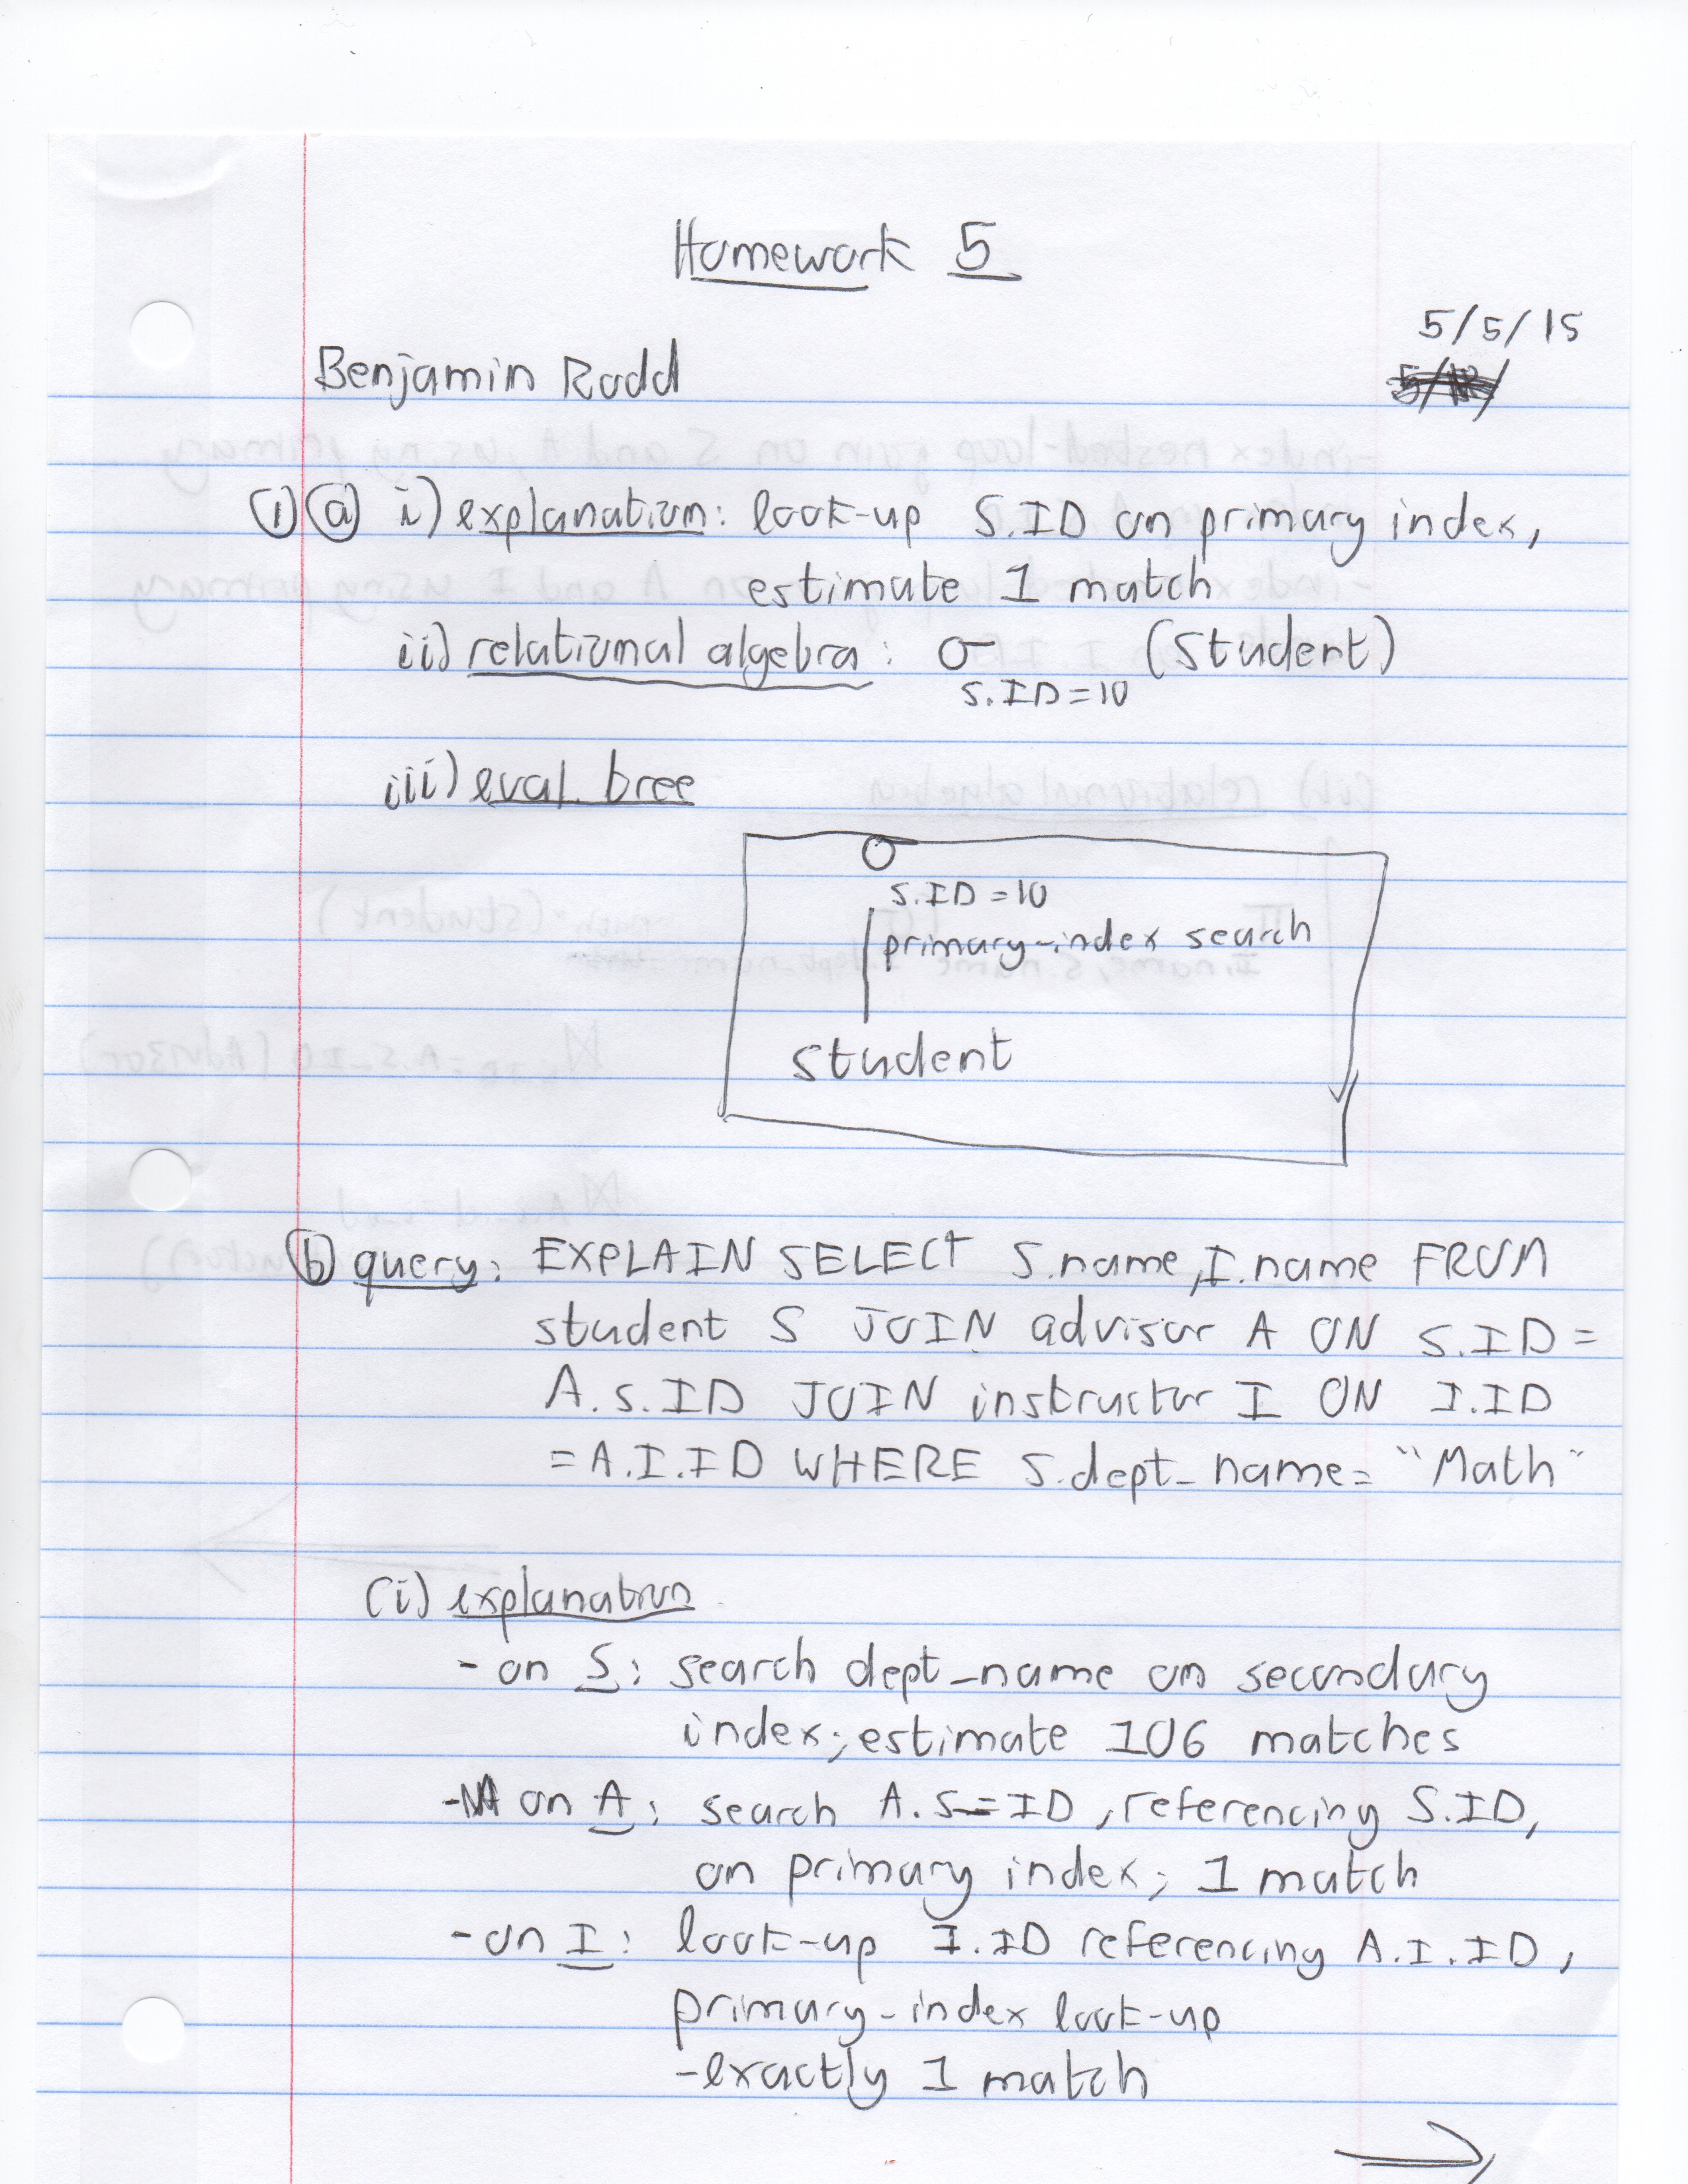 Homework 5
5/5/15
Benjamin Rodd
1 a i) explanation: look-up S.ID on primary index,
estimate 1 match
ii) relational algebra: σ (Student)
S.ID=10
iii) eval. tree
σ
S.ID=10
primary-index search
student
b query: EXPLAIN SELECT S.name, I.name FROM
student S JOIN advisor A ON S.ID=
A.S.ID JOIN instructor I ON I.ID
=A.I.ID WHERE S.dept_name= "Math"
(i) explanation
- on S: search dept_name on secondary
index; estimate 106 matches
- on A: search A.S_ID, referencing S.ID,
on primary index; 1 match
- on I: look-up I.ID referencing A.I.ID,
primary-index look-up
-exactly 1 match
→